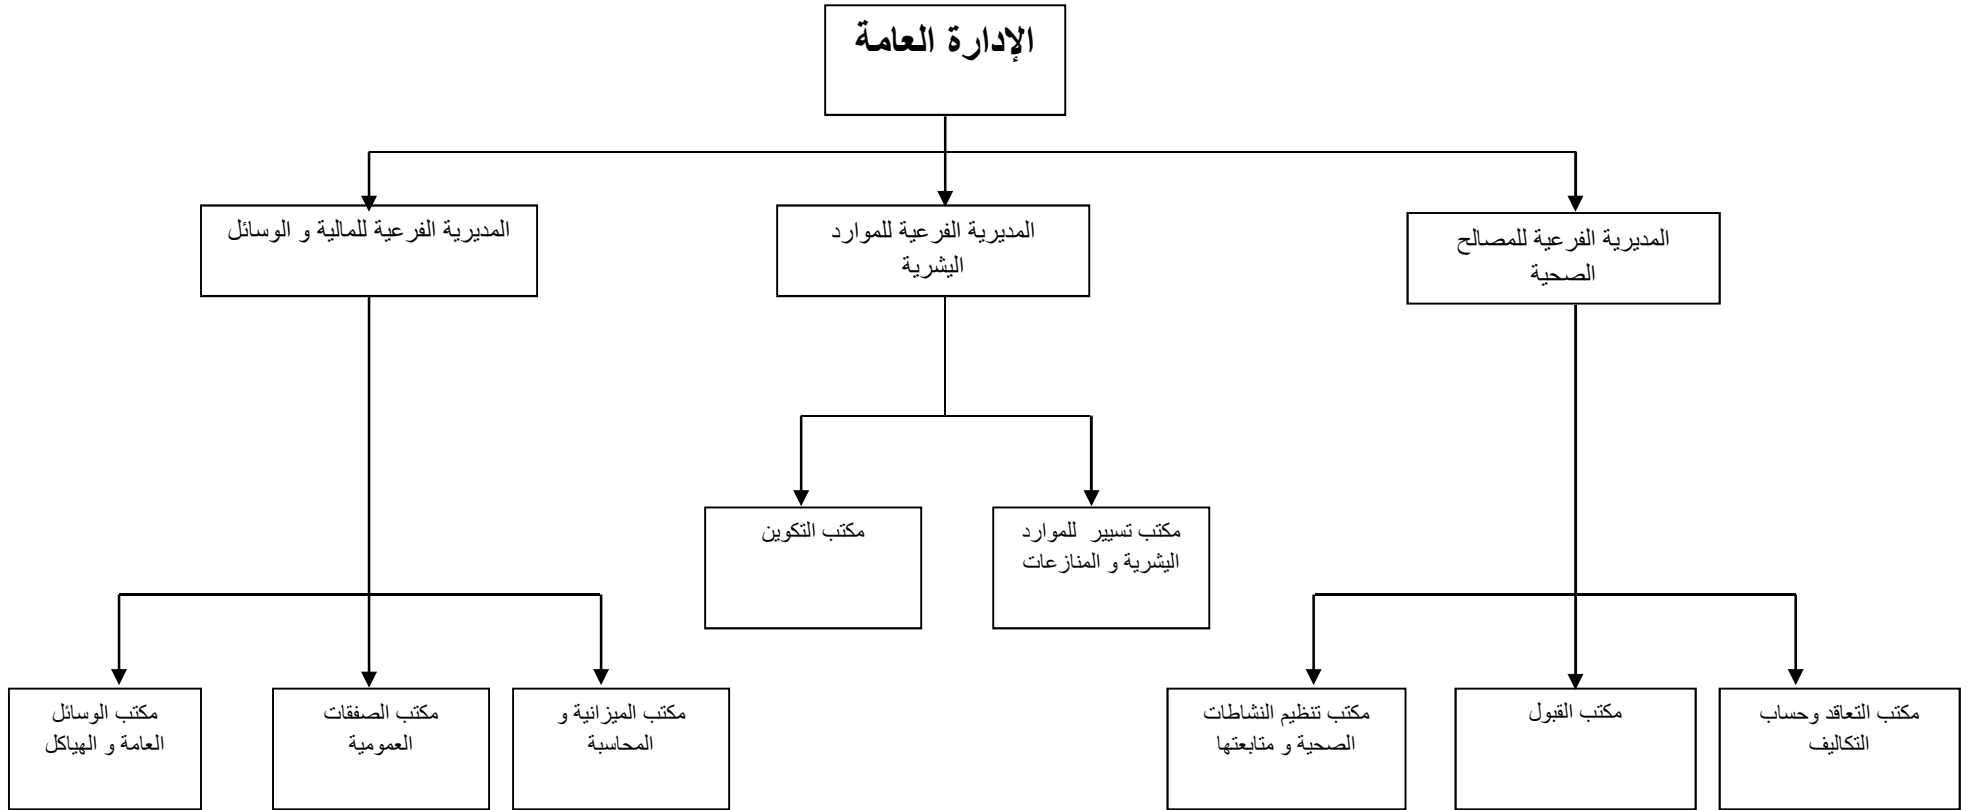 الإدارة العامة
المديرية الفرعية للمصالح
الصحية
المديرية الفرعية للموارد
اليشرية
المديرية الفرعية للمالية و الوسائل
مكتب تسيير للموارد
اليشرية و المنازعات
مكتب التكوين
مكتب التعاقد وحساب
التكاليف
مكتب القبول
مكتب تنظيم النشاطات
الصحية و متابعتها
مكتب الميزانية و
المحاسبة
مكتب الصفقات
العمومية
مكتب الوسائل
العامة و الهياكل